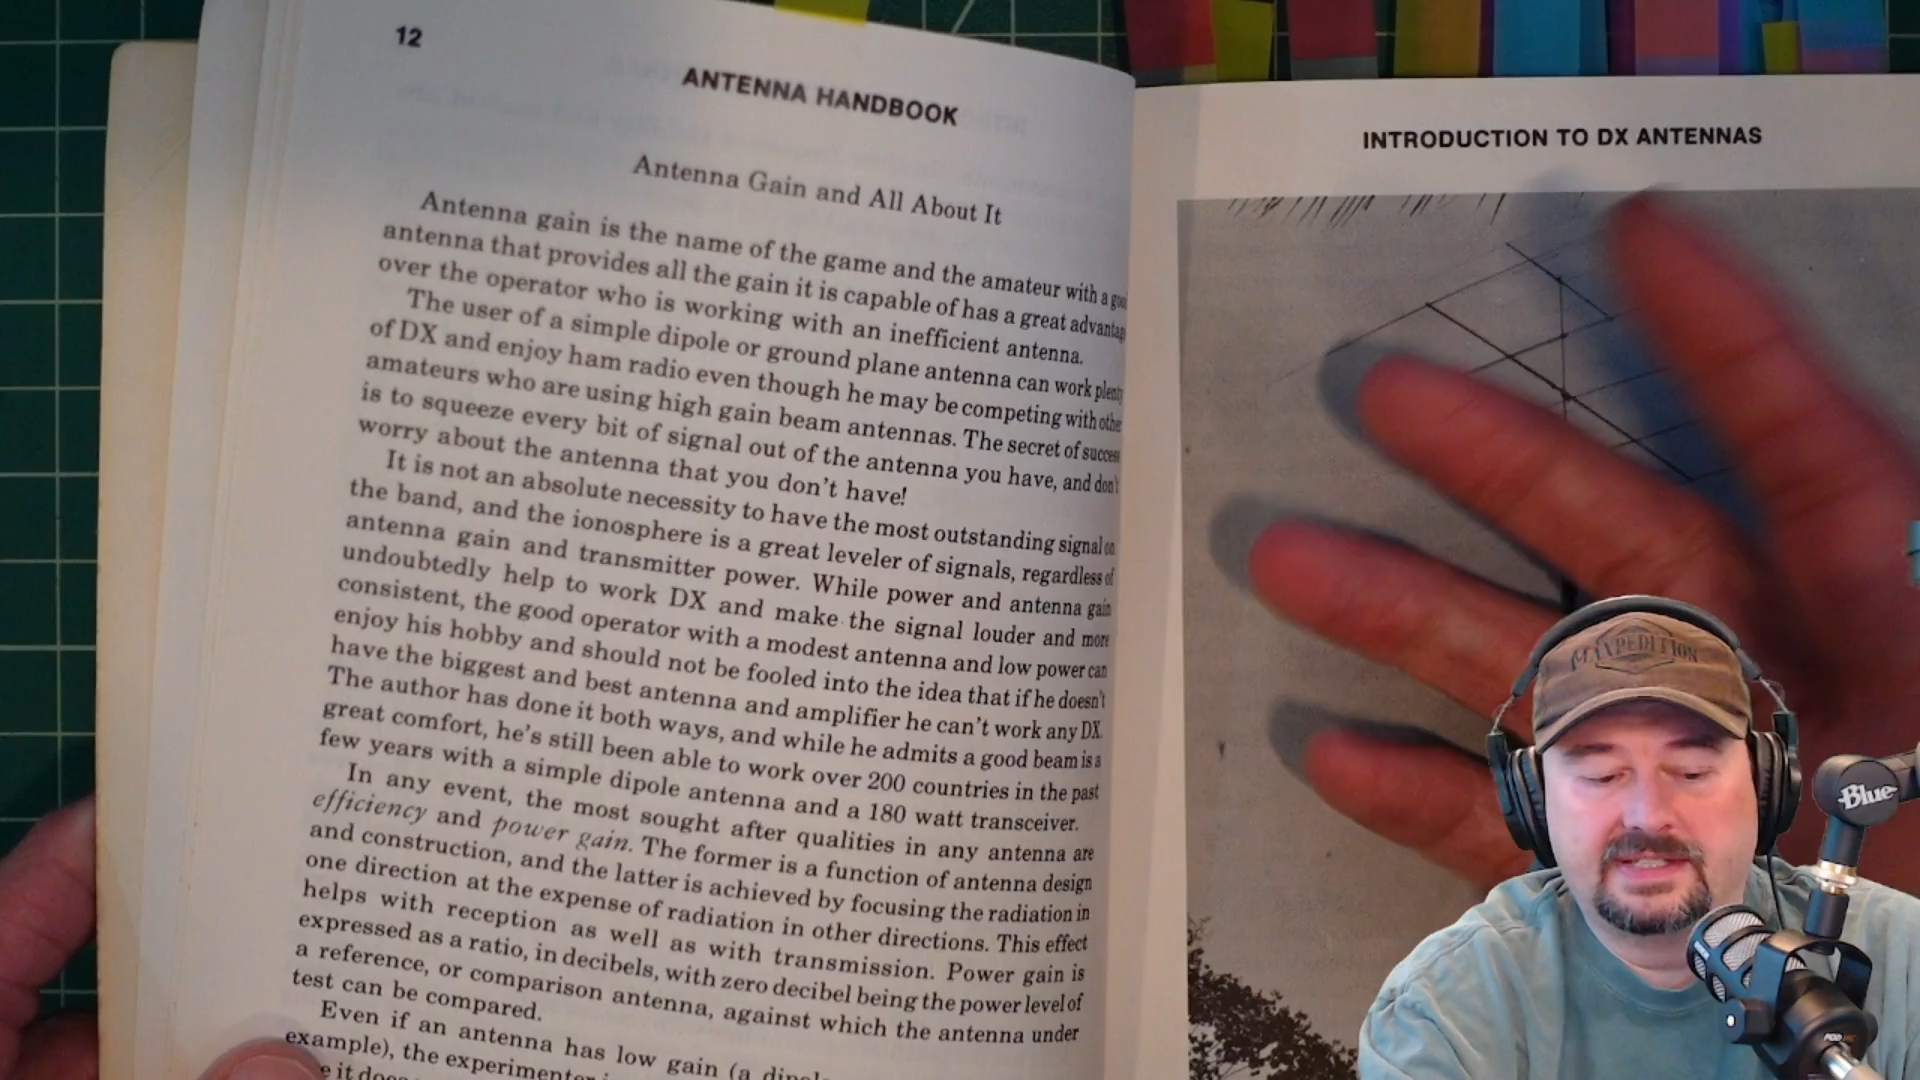 12
ANTENNA HANDBOOK
Antenna Gain and All About It
Antenna gain is the name of the game and the amateur with a
antenna that provides all the gain it is capable of has a great
over the operator who is working with an inefficient antenna.
The user of a simple dipole or ground plane antenna can work
of DX and enjoy ham radio even though he may be competing with
amateurs who are using high gain beam antennas. The secret of
is to squeeze every bit of signal out of the antenna you have, and
worry about the antenna that you don't have!
It is not an absolute necessity to have the most outstanding signal on
the band, and the ionosphere is a great leveler of signals, regardless of
antenna gain and transmitter power. While power and antenna gain
undoubtedly help to work DX and make the signal louder and more
consistent, the good operator with a modest antenna and low power can
enjoy his hobby and should not be fooled into the idea that if he doesn't
have the biggest and best antenna and amplifier he can't work any DX.
The author has done it both ways, and while he admits a good beam is a
great comfort, he's still been able to work over 200 countries in the past
few years with a simple dipole antenna and a 180 watt transceiver.
In any event, the most sought after qualities in any antenna are
efficiency and power gain. The former is a function of antenna design
and construction, and the latter is achieved by focusing the radiation in
one direction at the expense of radiation in other directions. This effect
helps with reception as well as with transmission. Power gain is
expressed as a ratio, in decibels, with zero decibel being the power level of
a reference, or comparison antenna, against which the antenna under
test can be compared.
Even if an antenna has low gain (a
example), the experimenter
it
INTRODUCTION TO DX ANTENNAS
MAXPEDITION
Blue